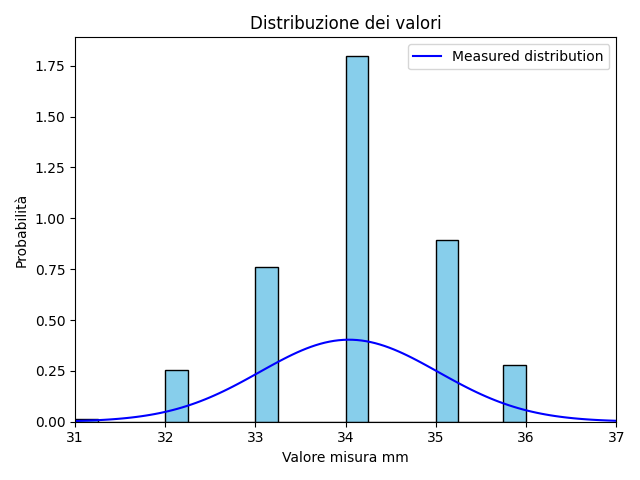 Distribuzione dei valori
Measured distribution
Probabilità
1.75
1.50
1.25
1.00
0.75
0.50
0.25
0.00
31 32 33 34 35 36 37
Valore misura mm